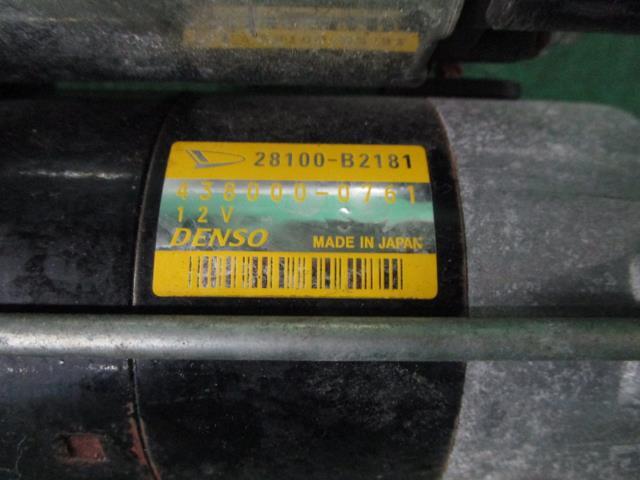 28100-B2181
438000-0761
12V
DENSO MADE IN JAPAN